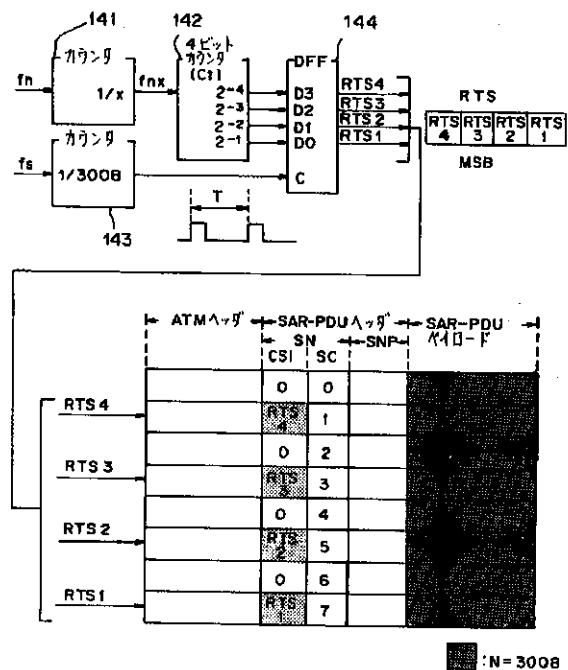 141
142
144
カウンタ
4ビット
カウンタ
(Ct)
DFF
fn
1/x
fnx
2-4
2-3
2-2
2-1
D3
D2
D1
D0
RTS4
RTS3
RTS2
RTS1
RTS
RTS 4 RTS 3 RTS 2 RTS 1
MSB
カウンタ
fs
1/3008
C
143
T
ATMヘッダ
SAR-PDUヘッダ
SAR-PDU
ペイロード
SN
SNP
CSI
SC
0 0
RTS4
RTS 4 1
0 2
RTS3
RTS 3 3
0 4
RTS2
RTS 2 5
0 6
RTS1
RTS 1 7
:N=3008